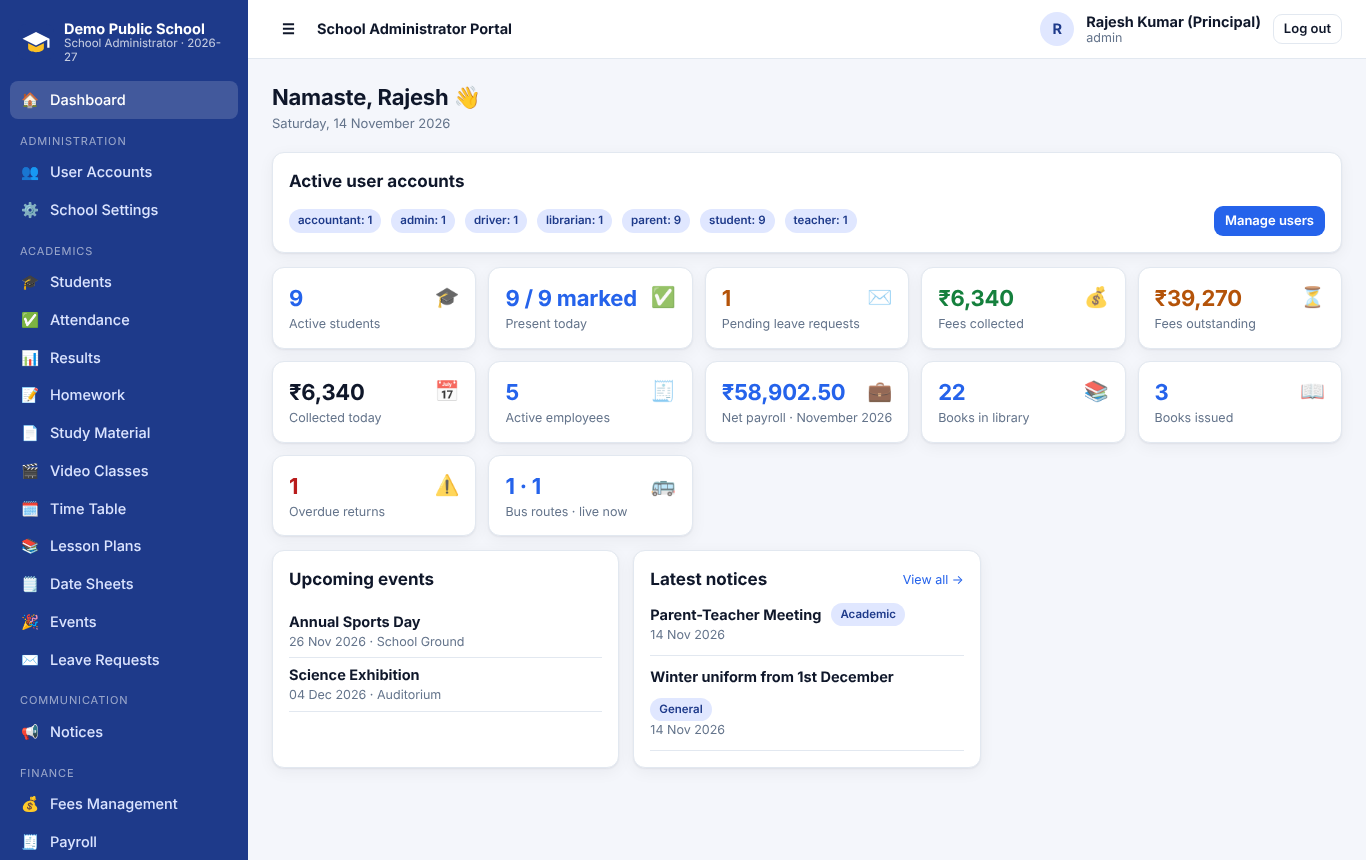 Demo Public School
School Administrator · 2026-
27
Dashboard
ADMINISTRATION
User Accounts
School Settings
ACADEMICS
Students
Attendance
Results
Homework
Study Material
Video Classes
Time Table
Lesson Plans
Date Sheets
Events
Leave Requests
COMMUNICATION
Notices
FINANCE
Fees Management
Payroll
☰ School Administrator Portal
R
Rajesh Kumar (Principal)
admin
Log out
Namaste, Rajesh 👋
Saturday, 14 November 2026
Active user accounts
accountant: 1 admin: 1 driver: 1 librarian: 1 parent: 9 student: 9 teacher: 1
Manage users
9
Active students
9 / 9 marked
Present today
1
Pending leave requests
₹6,340
Fees collected
₹39,270
Fees outstanding
₹6,340
Collected today
5
Active employees
₹58,902.50
Net payroll · November 2026
22
Books in library
3
Books issued
1
Overdue returns
1 · 1
Bus routes · live now
Upcoming events
Annual Sports Day
26 Nov 2026 · School Ground
Science Exhibition
04 Dec 2026 · Auditorium
Latest notices
View all →
Parent-Teacher Meeting Academic
14 Nov 2026
Winter uniform from 1st December
General
14 Nov 2026